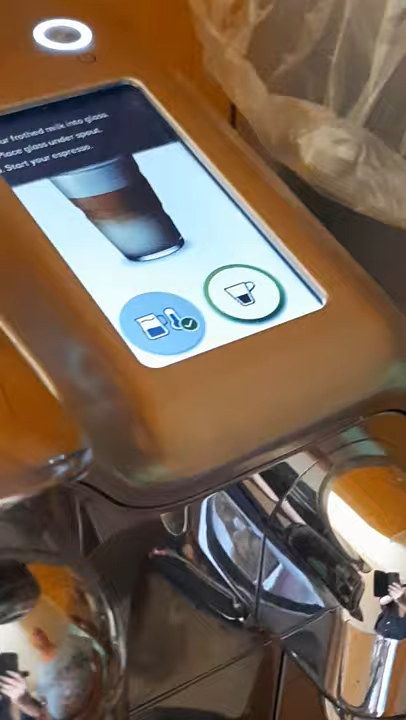 frothed milk into glass.
Place glass under spout.
Start your espresso.